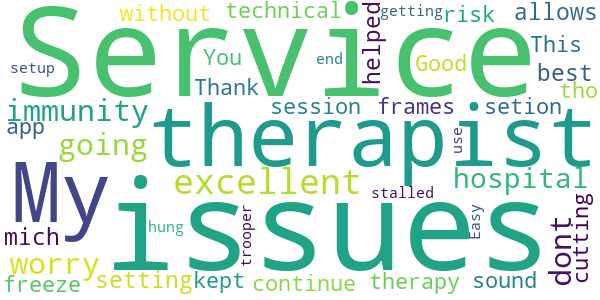 without technical getting risk allows
Service
helped
You Good This
setup end best
Thank tho
immunity session frames setion
app therapist
going use
My excellent hospital
issues stalled
mich hung trooper Easy dont cutting
worry
freeze setting kept continue therapy sound